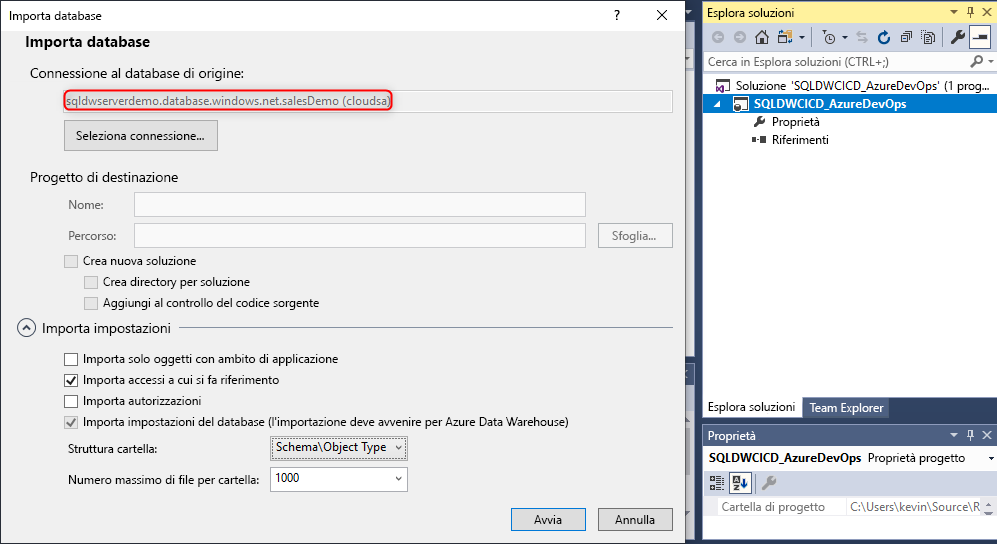 Importa database
?
Importa database
Connessione al database di origine:
sqldwserverdemo.database.windows.net.salesDemo (cloudsa)
Seleziona connessione...
Progetto di destinazione
Nome:
Percorso:
Sfoglia...
Crea nuova soluzione
Crea directory per soluzione
Aggiungi al controllo del codice sorgente
Importa impostazioni
Importa solo oggetti con ambito di applicazione
Importa accessi a cui si fa riferimento
Importa autorizzazioni
Importa impostazioni del database (l'importazione deve avvenire per Azure Data Warehouse)
Struttura cartella:
Schema\Object Type
Numero massimo di file per cartella:
1000
Avvia
Annulla
Esplora soluzioni
Cerca in Esplora soluzioni (CTRL+;)
Soluzione 'SQLDWCICD_AzureDevOps' (1 prog...
SQLDWCICD_AzureDevOps
Proprietà
Riferimenti
Esplora soluzioni
Team Explorer
Proprietà
SQLDWCICD_AzureDevOps Proprietà progetto
Cartella di progetto
C:\Users\kevin\Source\R